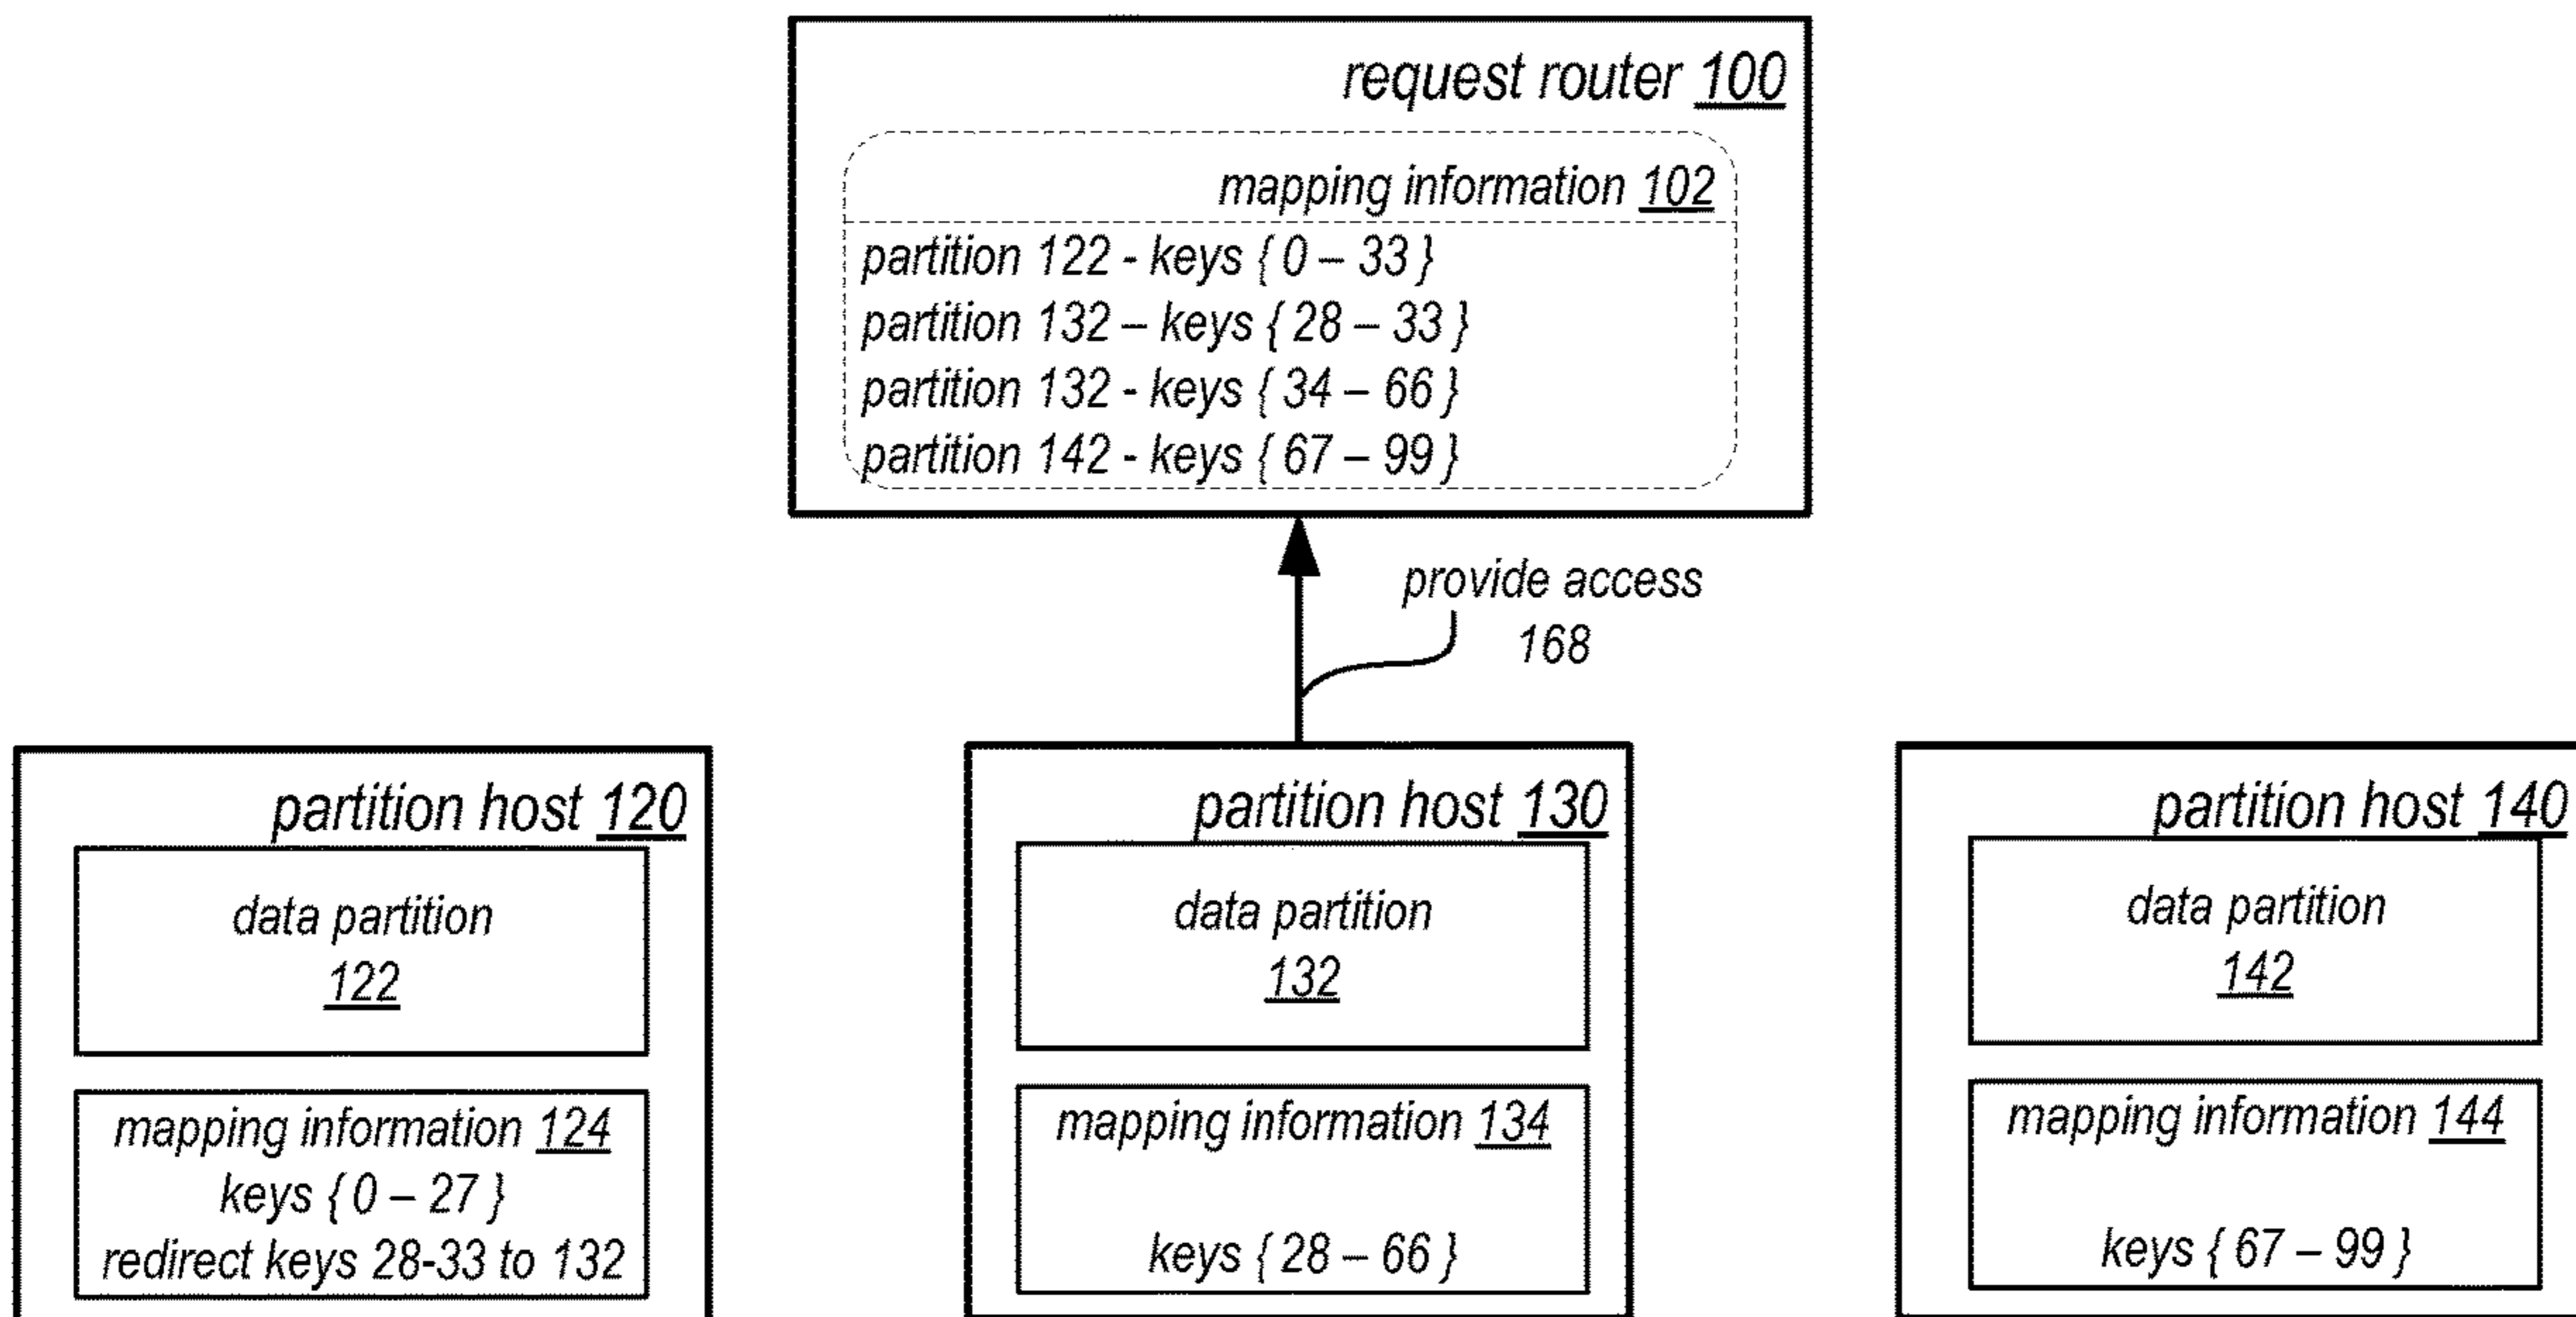 request router 100
mapping information 102
partition 122 - keys { 0 – 33 }
partition 132 – keys { 28 – 33 }
partition 132 - keys { 34 – 66 }
partition 142 - keys { 67 – 99 }
provide access
168
partition host 120
data partition
122
mapping information 124
keys { 0 – 27 }
redirect keys 28-33 to 132
partition host 130
data partition
132
mapping information 134
keys { 28 – 66 }
partition host 140
data partition
142
mapping information 144
keys { 67 – 99 }